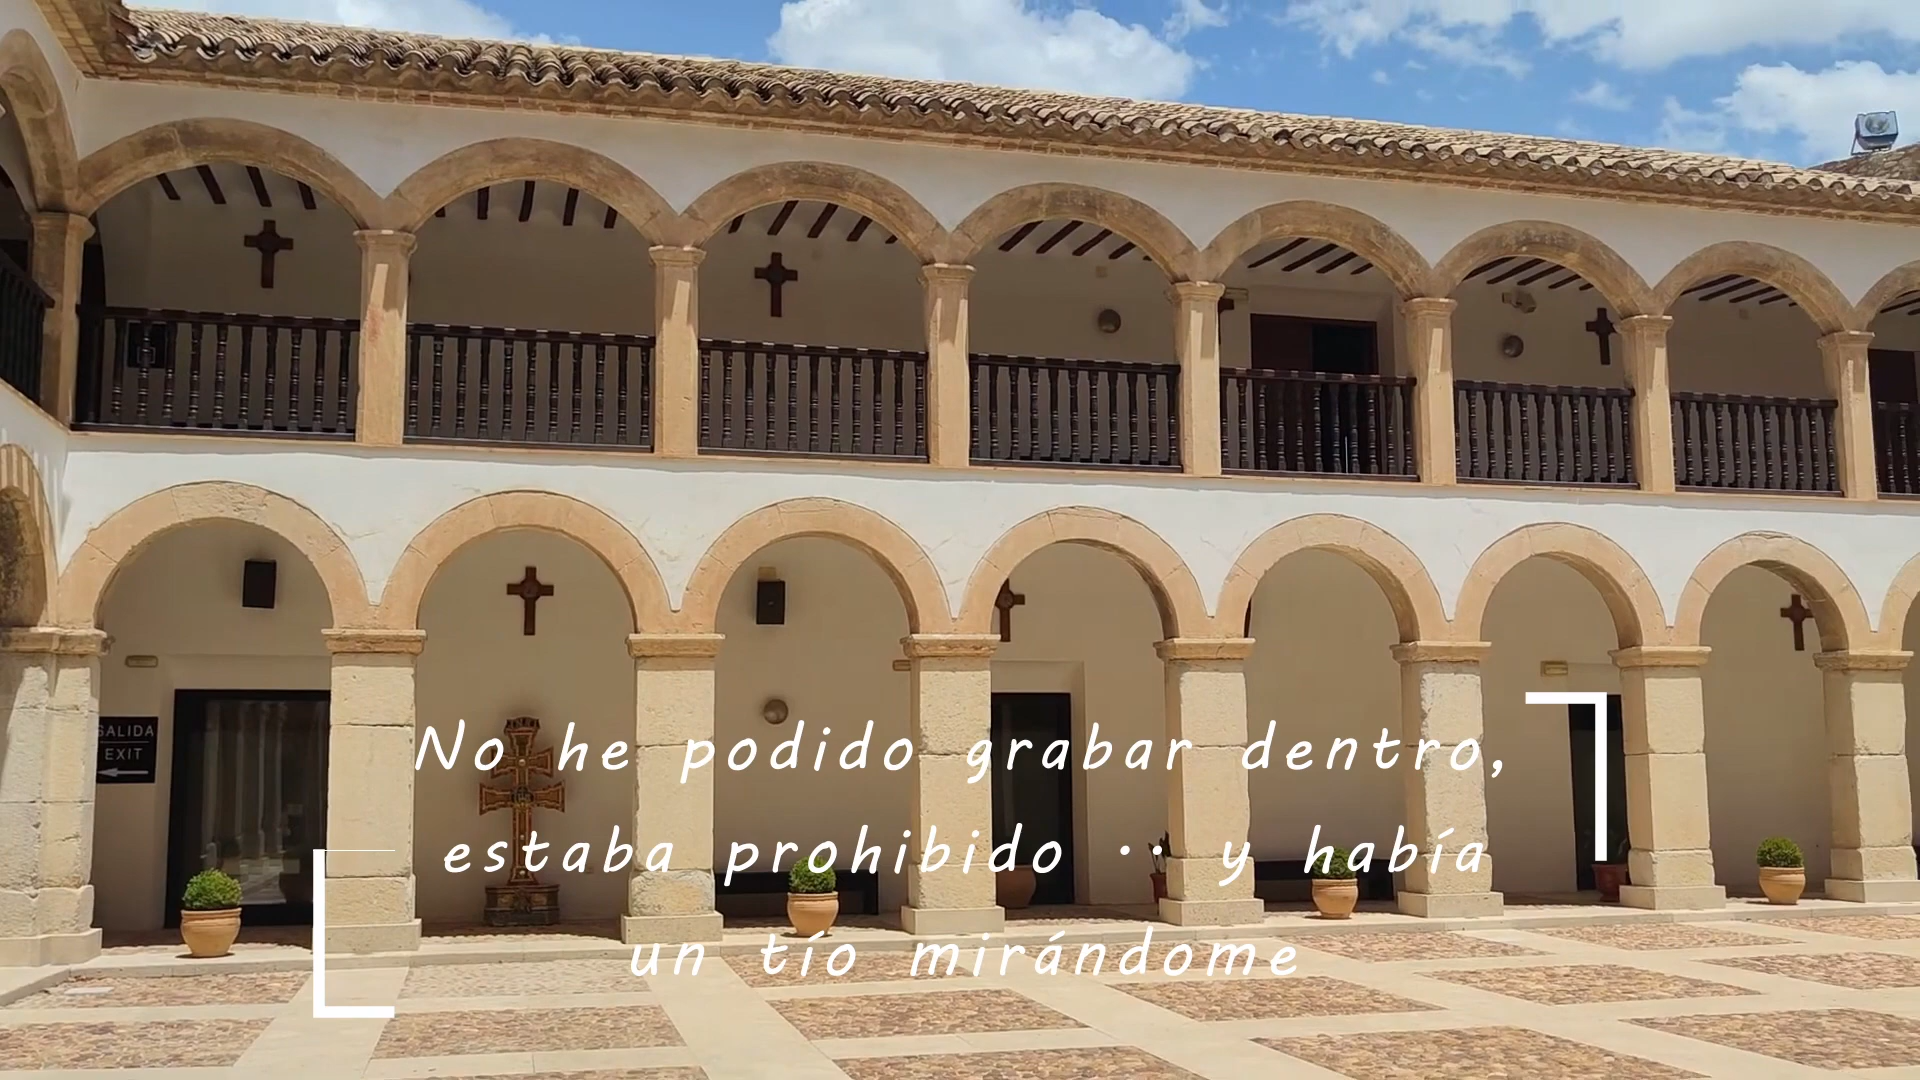 SALIDA
EXIT
No he podido grabar dentro,
estaba prohibido ·· y había
un tío mirándome